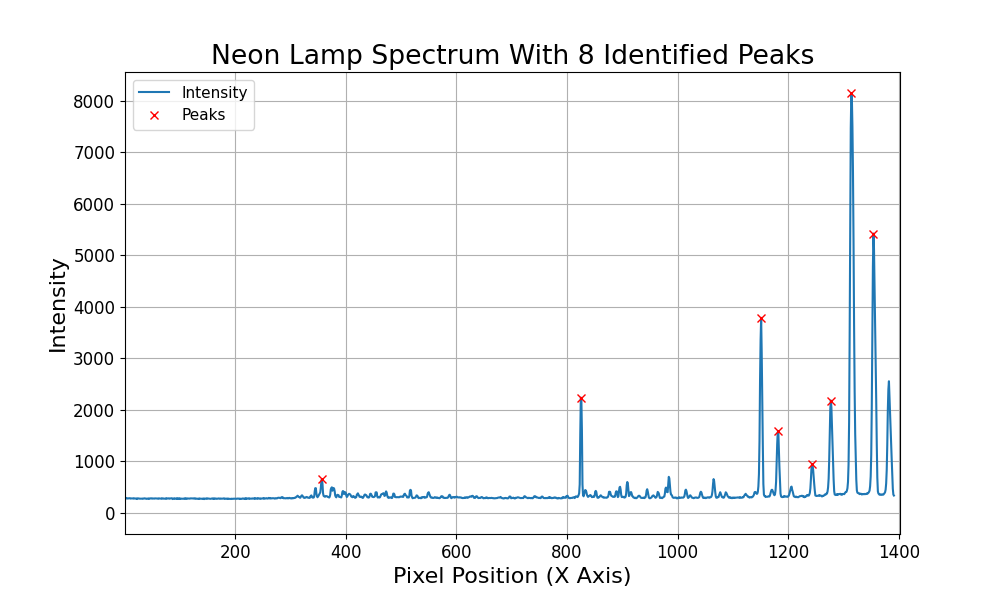 Neon Lamp Spectrum With 8 Identified Peaks
Intensity
Peaks
8000
7000
6000
5000
4000
3000
2000
1000
0
Intensity
200 400 600 800 1000 1200 1400
Pixel Position (X Axis)